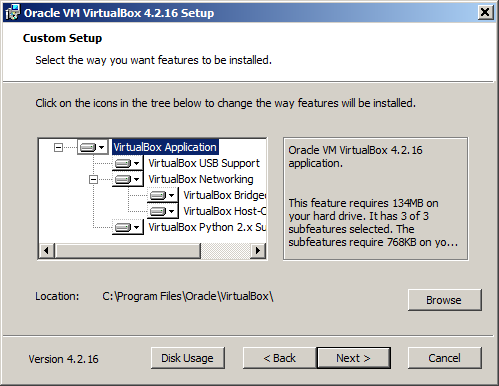 Oracle VM VirtualBox 4.2.16 Setup
Custom Setup
Select the way you want features to be installed.
Click on the icons in the tree below to change the way features will be installed.
VirtualBox Application
VirtualBox USB Support
VirtualBox Networking
VirtualBox Bridged
VirtualBox Host-O
VirtualBox Python 2.x Su
Oracle VM VirtualBox 4.2.16
application.
This feature requires 134MB on
your hard drive. It has 3 of 3
subfeatures selected. The
subfeatures require 768KB on yo...
Location: C:\Program Files\Oracle\VirtualBox\
Browse
Version 4.2.16
Disk Usage
< Back
Next >
Cancel